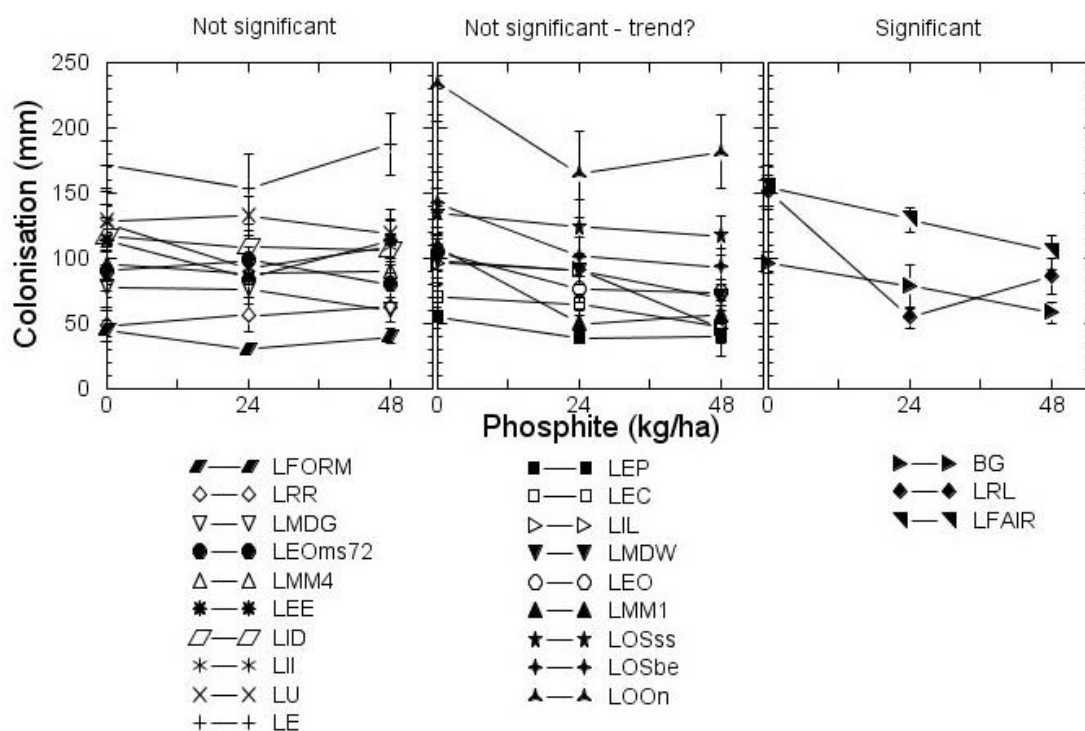 Not significant
Not significant - trend?
Significant
Colonisation (mm)
250
200
150
100
50
0
0 24 48
0 24 48
0 24 48
Phosphite (kg/ha)
LFORM
LRR
LMDG
LEOms72
LMM4
LEE
LID
LII
LU
LE
LEP
LEC
LIL
LMDW
LEO
LMM1
LOSss
LOSbe
LOOn
BG
LRL
LFAIR